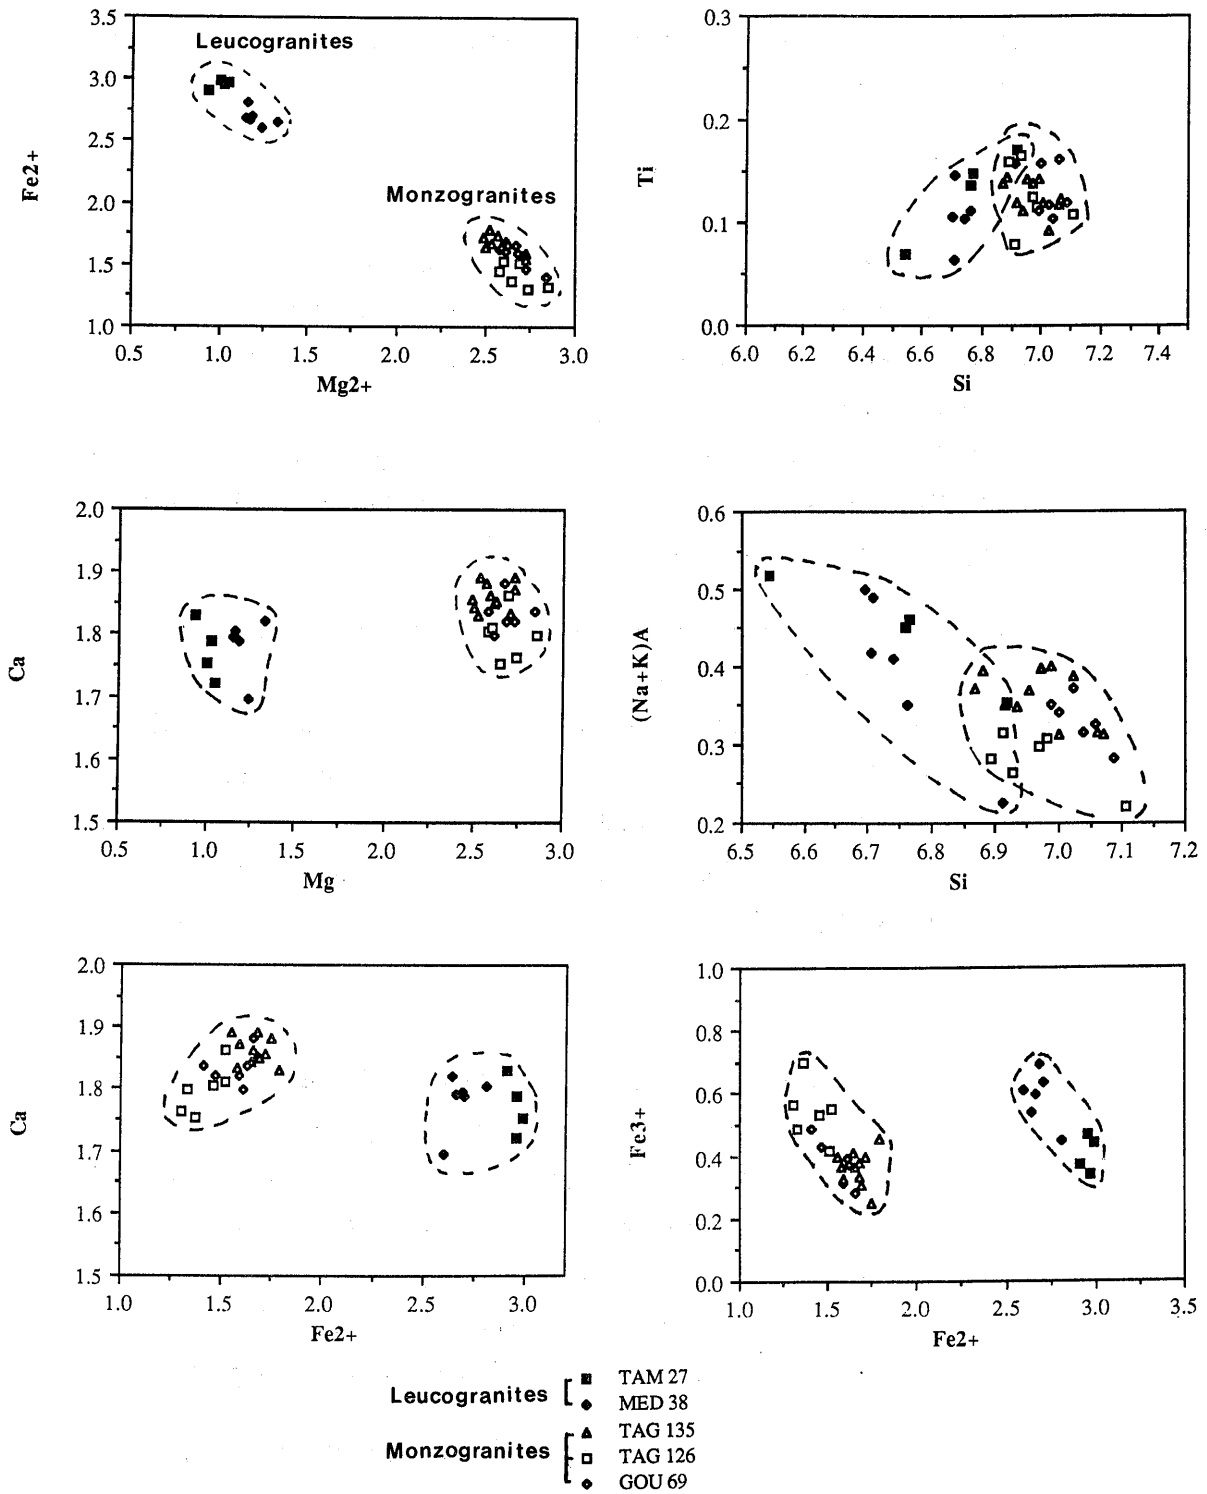 3.5
3.0
2.5
2.0
1.5
1.0
Fe2+
Leucogranites
Monzogranites
0.5 1.0 1.5 2.0 2.5 3.0
Mg2+
0.3
0.2
0.1
0.0
Ti
6.0 6.2 6.4 6.6 6.8 7.0 7.2 7.4
Si
2.0
1.9
1.8
1.7
1.6
1.5
Ca
0.5 1.0 1.5 2.0 2.5 3.0
Mg
0.6
0.5
0.4
0.3
0.2
(Na+K)A
6.5 6.6 6.7 6.8 6.9 7.0 7.1 7.2
Si
2.0
1.9
1.8
1.7
1.6
1.5
Ca
1.0 1.5 2.0 2.5 3.0
Fe2+
1.0
0.8
0.6
0.4
0.2
0.0
Fe3+
1.0 1.5 2.0 2.5 3.0 3.5
Fe2+
Leucogranites
TAM 27
MED 38
Monzogranites
TAG 135
TAG 126
GOU 69